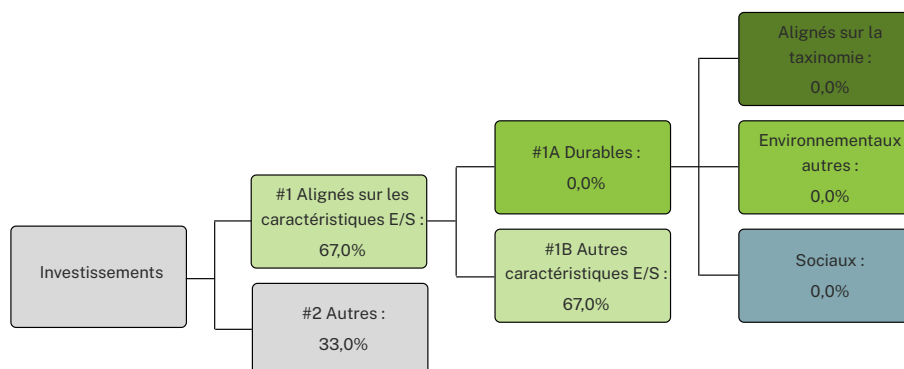 Investissements
#1 Alignés sur les
caractéristiques E/S :
67,0%
#2 Autres :
33,0%
#1A Durables :
0,0%
#1B Autres
caractéristiques E/S :
67,0%
Alignés sur la
taxinomie :
0,0%
Environnementaux
autres :
0,0%
Sociaux :
0,0%